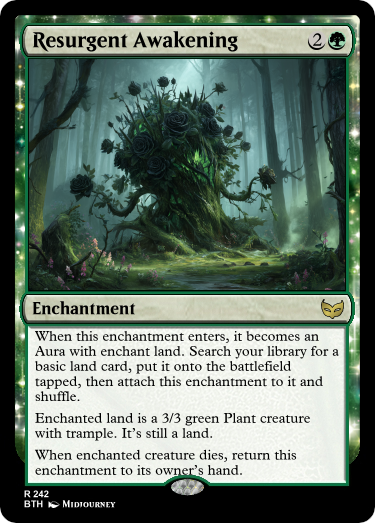 Resurgent Awakening 2
Enchantment
When this enchantment enters, it becomes an
Aura with enchant land. Search your library for a
basic land card, put it onto the battlefield
tapped, then attach this enchantment to it and
shuffle.
Enchanted land is a 3/3 green Plant creature
with trample. It's still a land.
When enchanted creature dies, return this
enchantment to its owner's hand.
R 242
BTH Midjourney